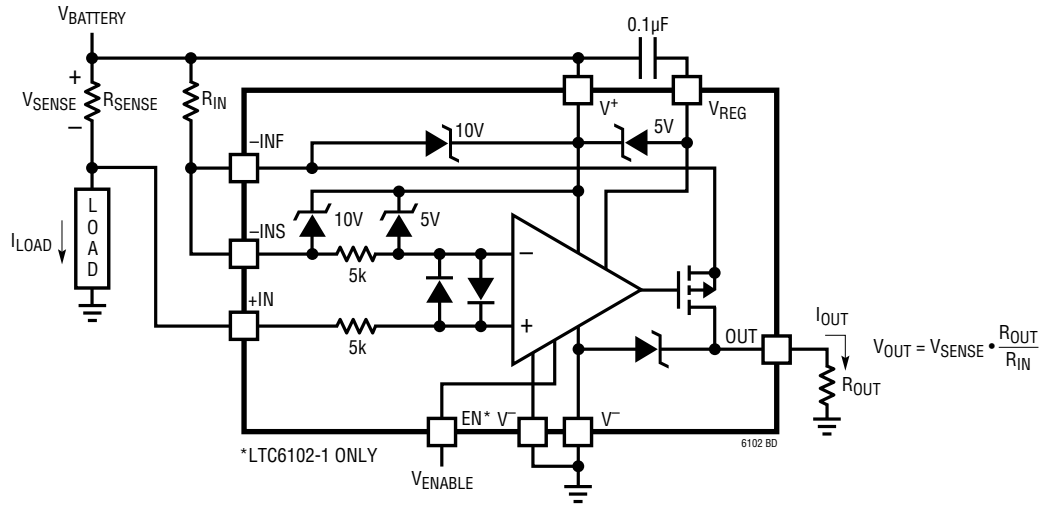 VBATTERY
0.1µF
+
VSENSE
–
RSENSE
RIN
V+
VREG
–INF
10V
5V
–INS
10V
5V
5k
+IN
5k
–
+
L
O
A
D
ILOAD
OUT
IOUT
ROUT
VOUT = VSENSE • ROUT
RIN
EN* V–
V–
6102 BD
*LTC6102-1 ONLY
VENABLE